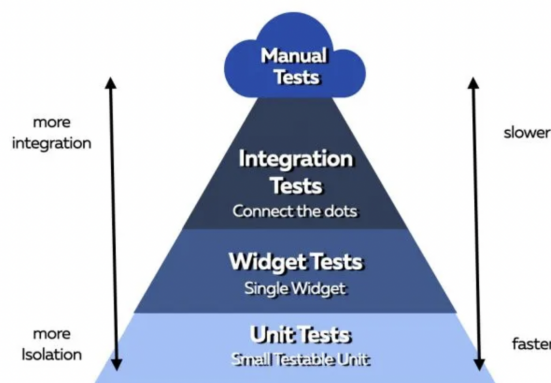 Manual
Tests
more
integration
slower
Integration
Tests
Connect the dots
Widget Tests
Single Widget
more
Isolation
Unit Tests
Small Testable Unit
faster